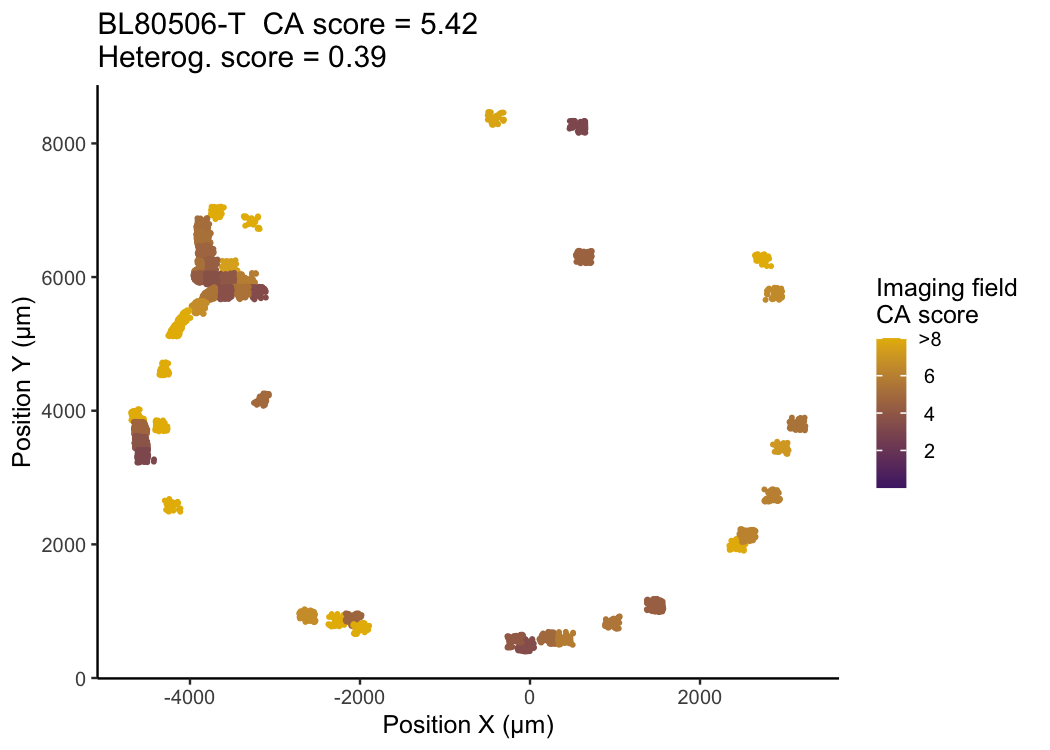 BL80506-T  CA score = 5.42
Heterog. score = 0.39
8000
6000
4000
2000
0
-4000
-2000
0
2000
Position X (μm)
Position Y (μm)
Imaging field
CA score
>8
6
4
2